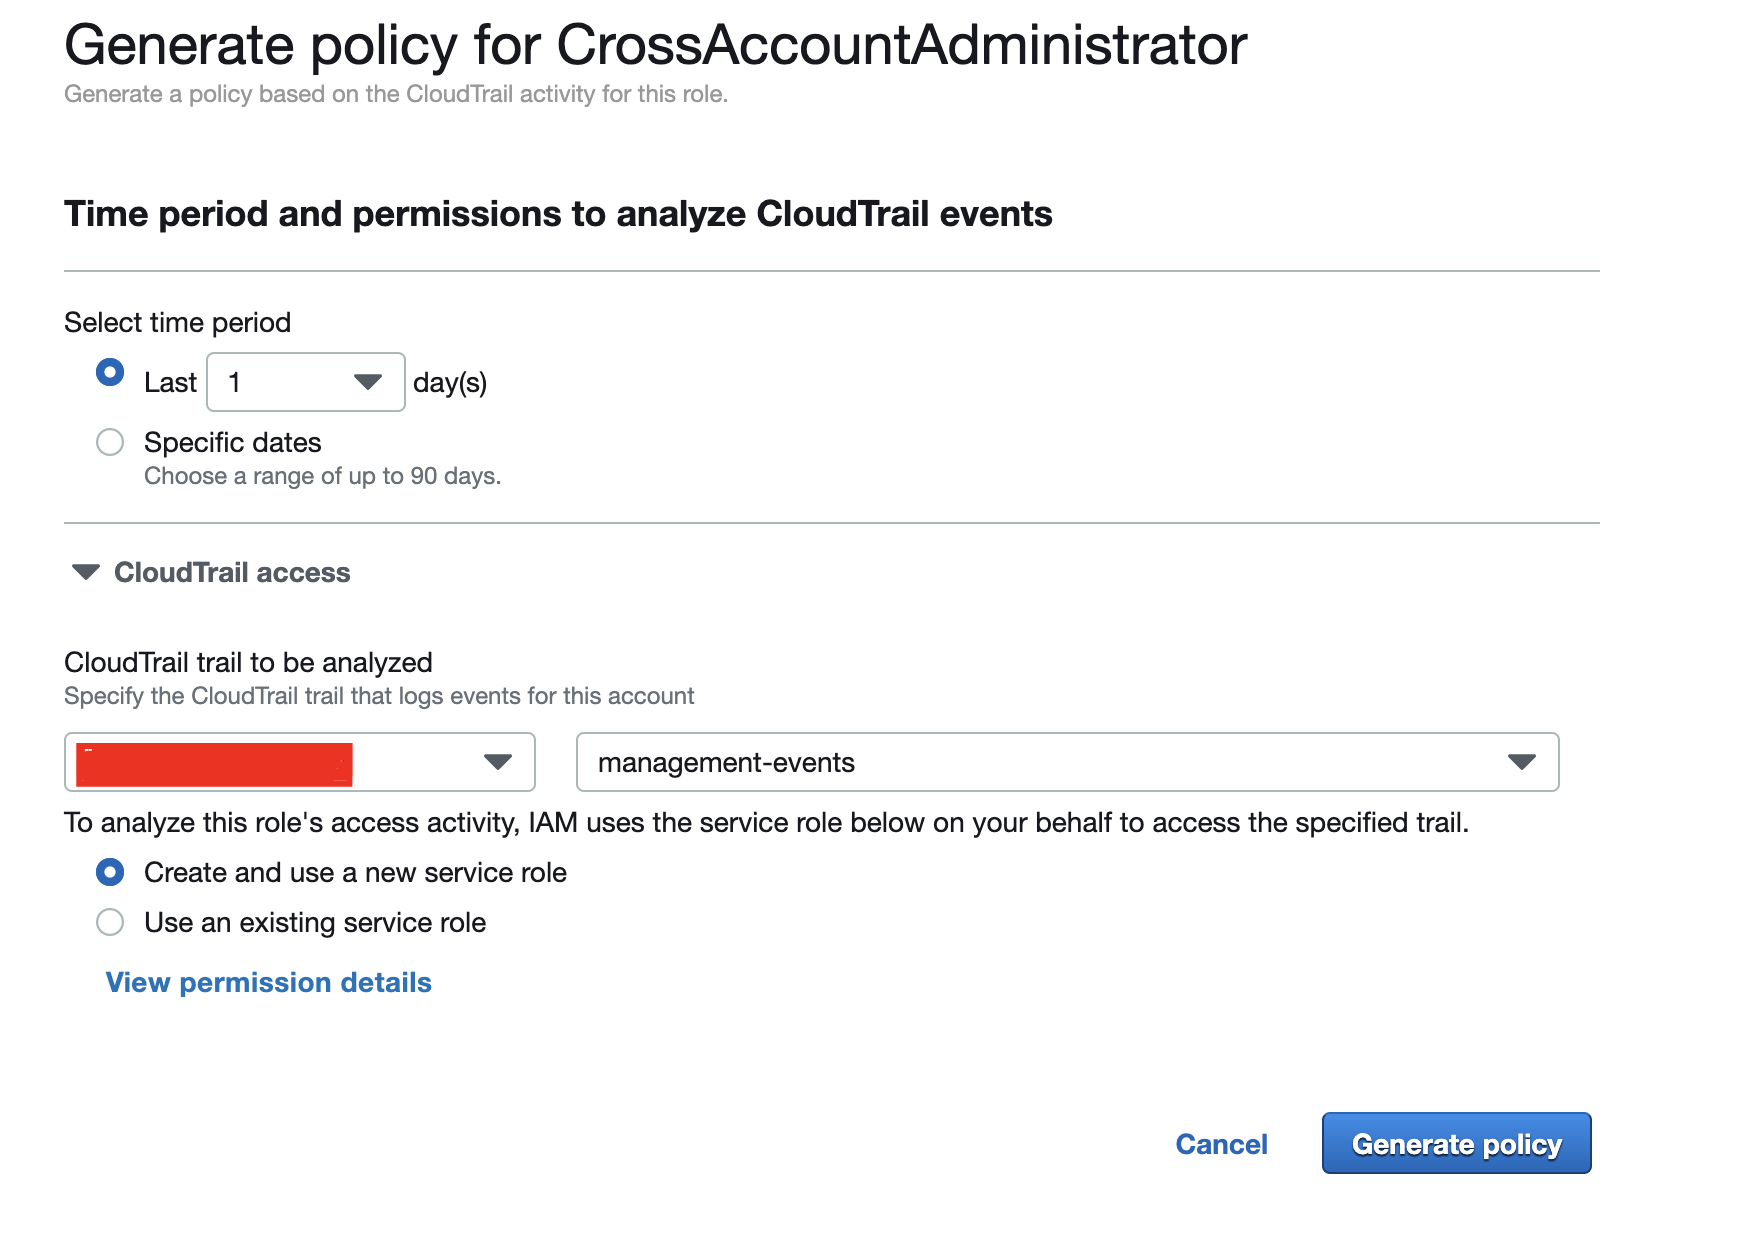 Generate policy for CrossAccountAdministrator
Generate a policy based on the CloudTrail activity for this role.
Time period and permissions to analyze CloudTrail events
Select time period
Last 1 day(s)
Specific dates
Choose a range of up to 90 days.
CloudTrail access
CloudTrail trail to be analyzed
Specify the CloudTrail trail that logs events for this account
management-events
To analyze this role's access activity, IAM uses the service role below on your behalf to access the specified trail.
Create and use a new service role
Use an existing service role
View permission details
Cancel Generate policy